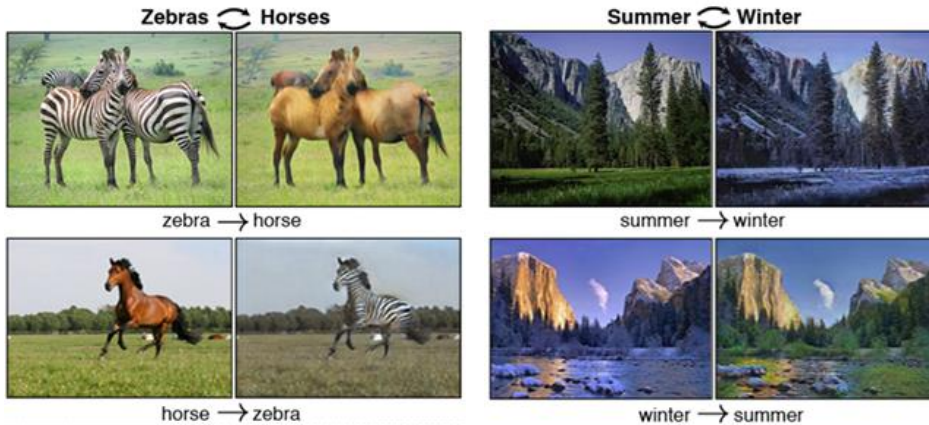 Zebras ⟳ Horses
zebra → horse
horse → zebra
Summer ⟳ Winter
summer → winter
winter → summer